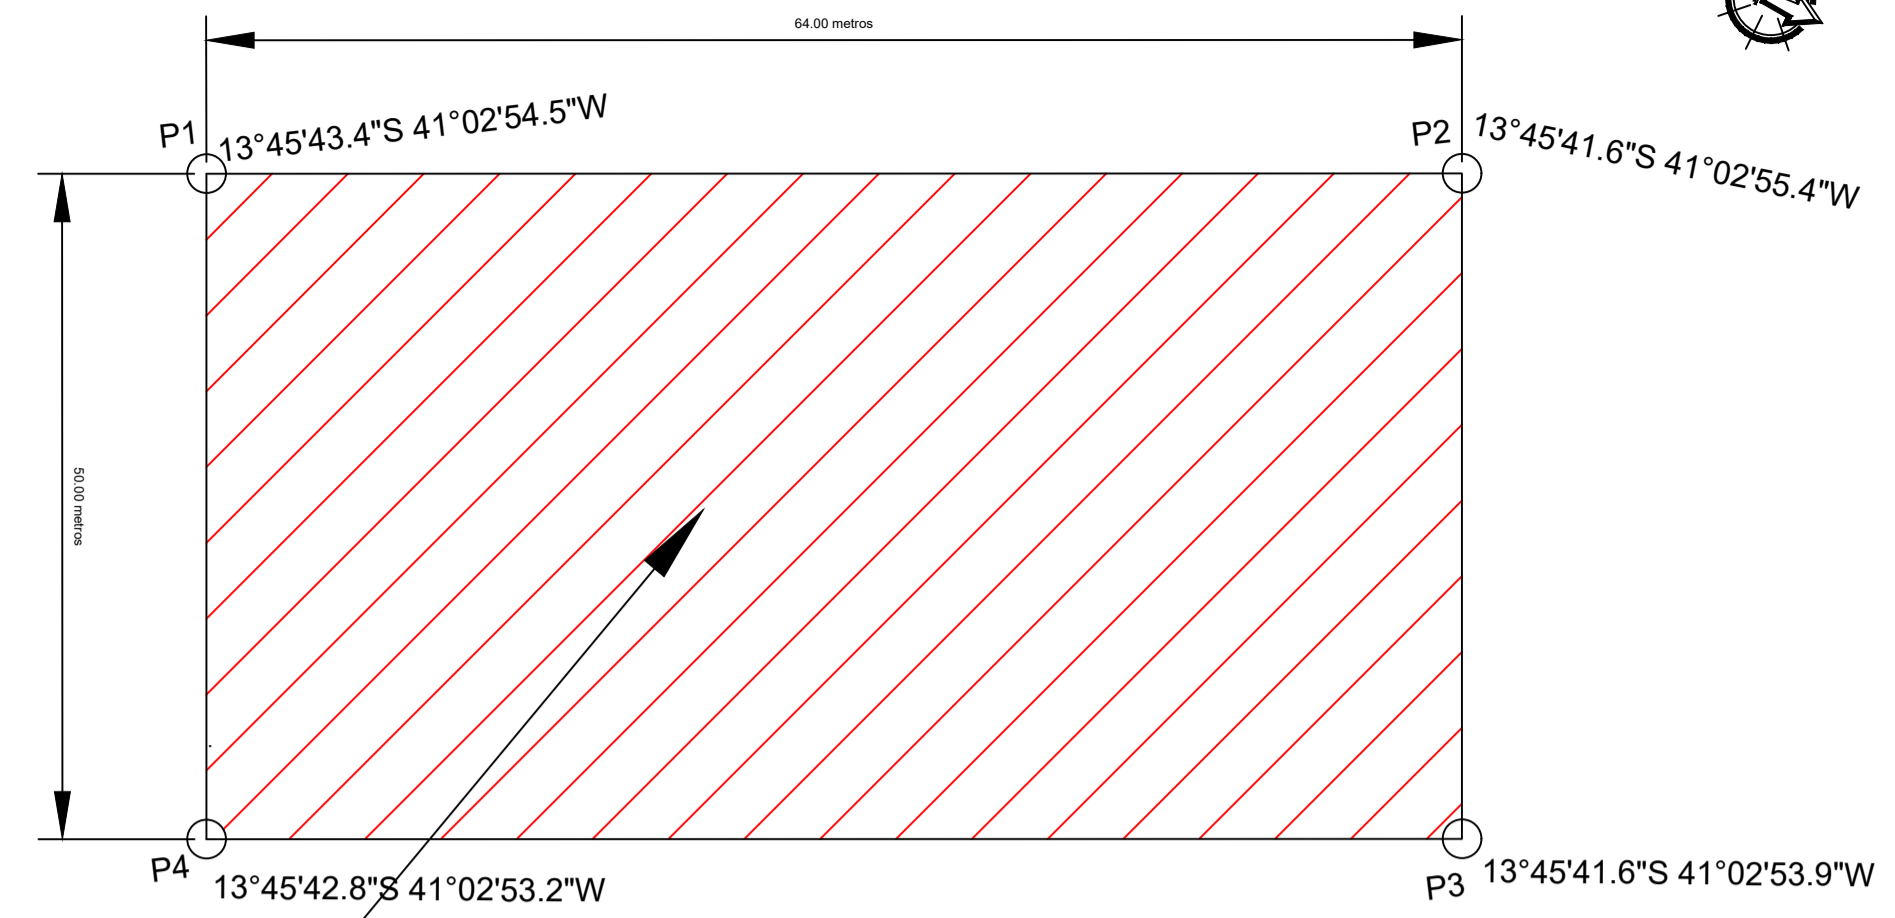 64.00 metros
P1
13°45'43.4"S 41°02'54.5"W
P2
13°45'41.6"S 41°02'55.4"W
50.00 metros
P4
13°45'42.8"S 41°02'53.2"W
P3
13°45'41.6"S 41°02'53.9"W